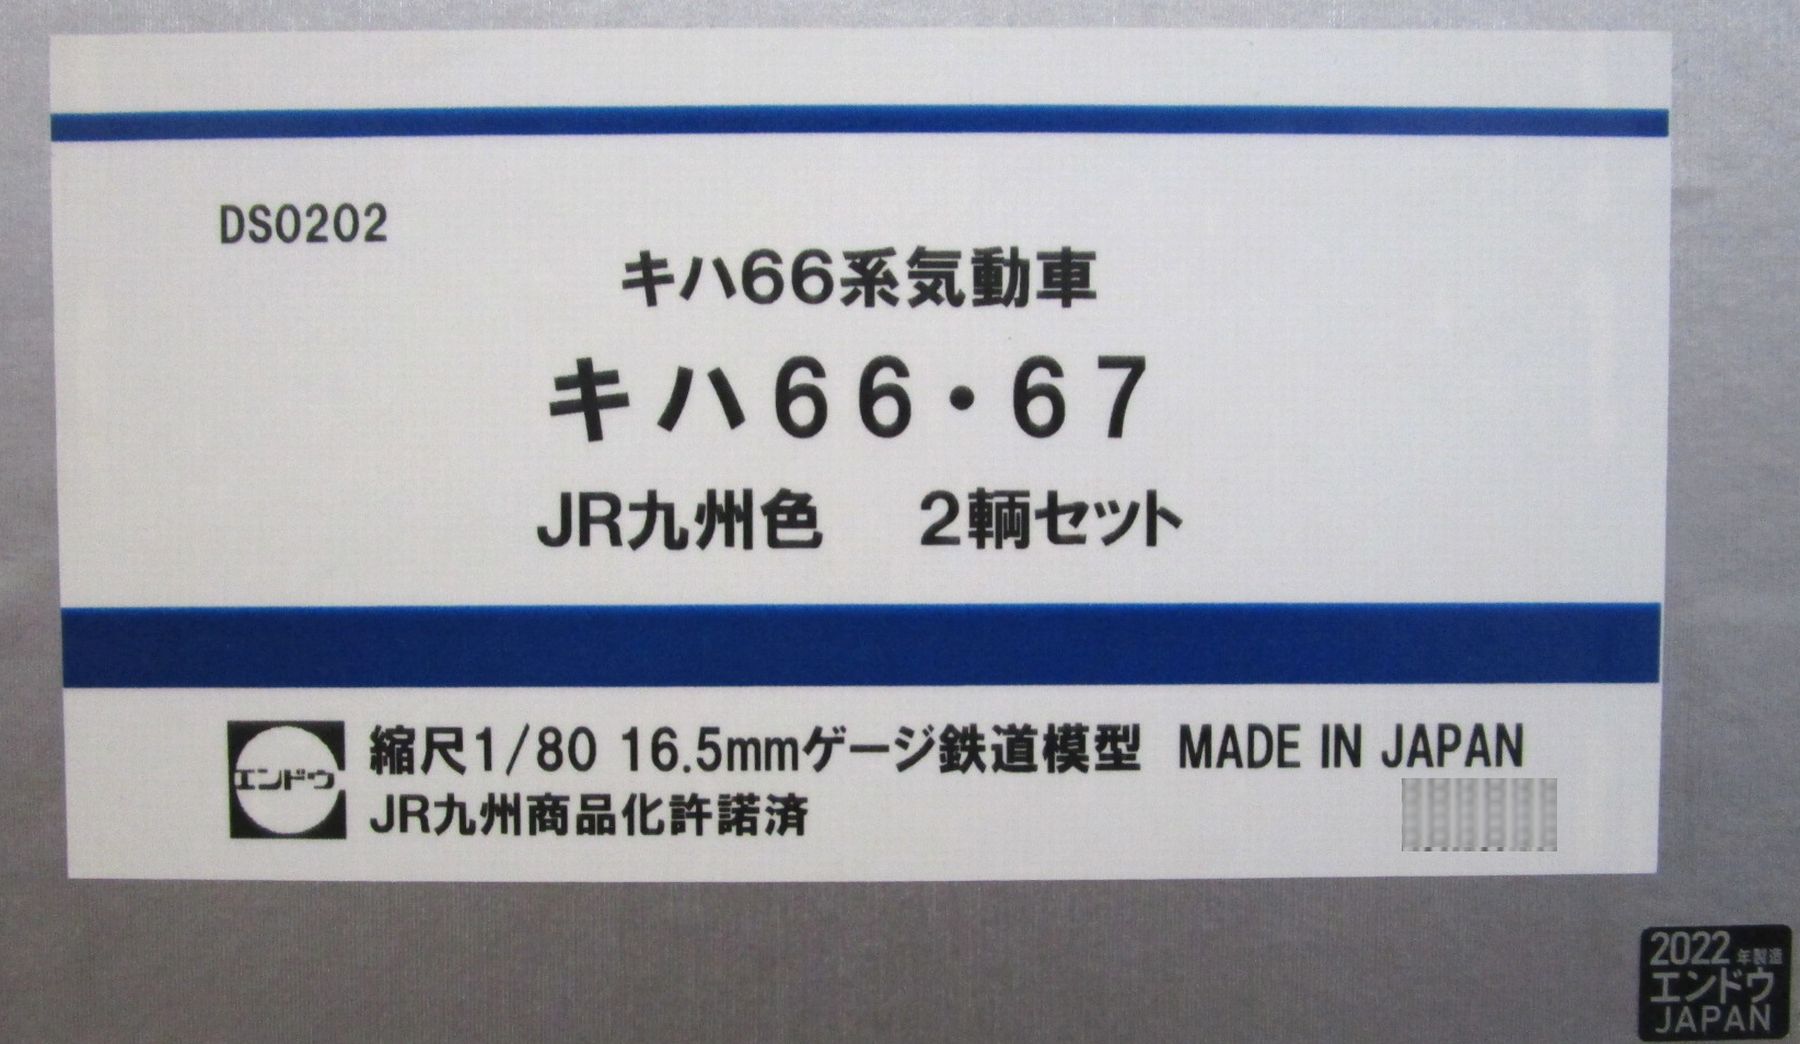 DS0202
キハ66系気動車
キハ66・67
JR九州色　2輌セット
エンドウ
縮尺1/80 16.5mmゲージ鉄道模型 MADE IN JAPAN
JR九州商品化許諾済
2022年製造
エンドウ
JAPAN